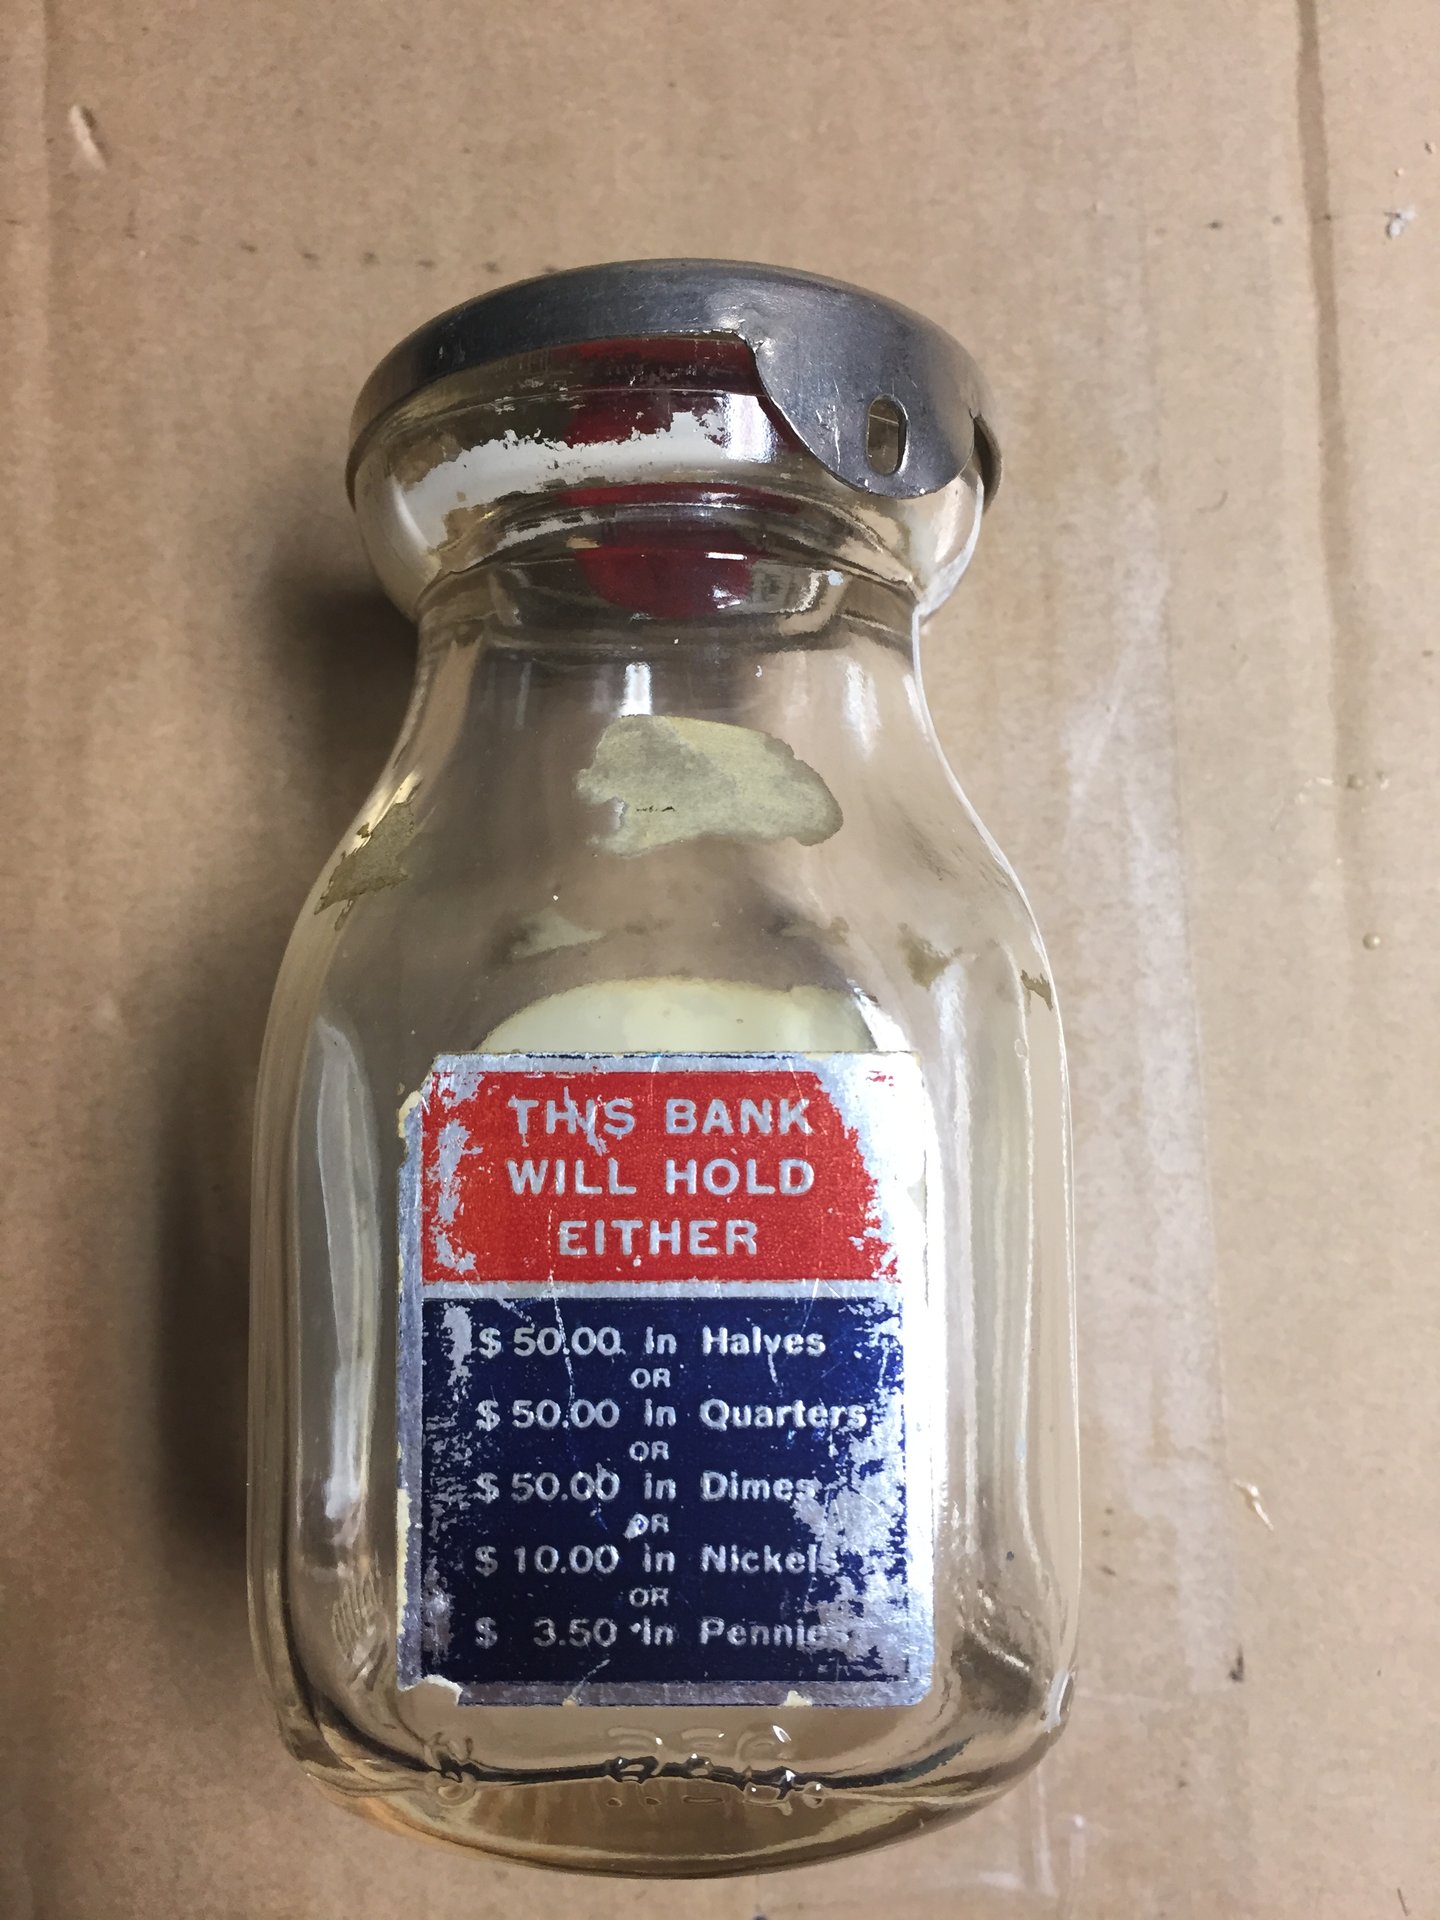 THIS BANK
WILL HOLD
EITHER
$ 50.00 in Halves
OR
$ 50.00 in Quarters
OR
$ 50.00 in Dimes
OR
$ 10.00 in Nickels
OR
$ 3.50 in Pennies